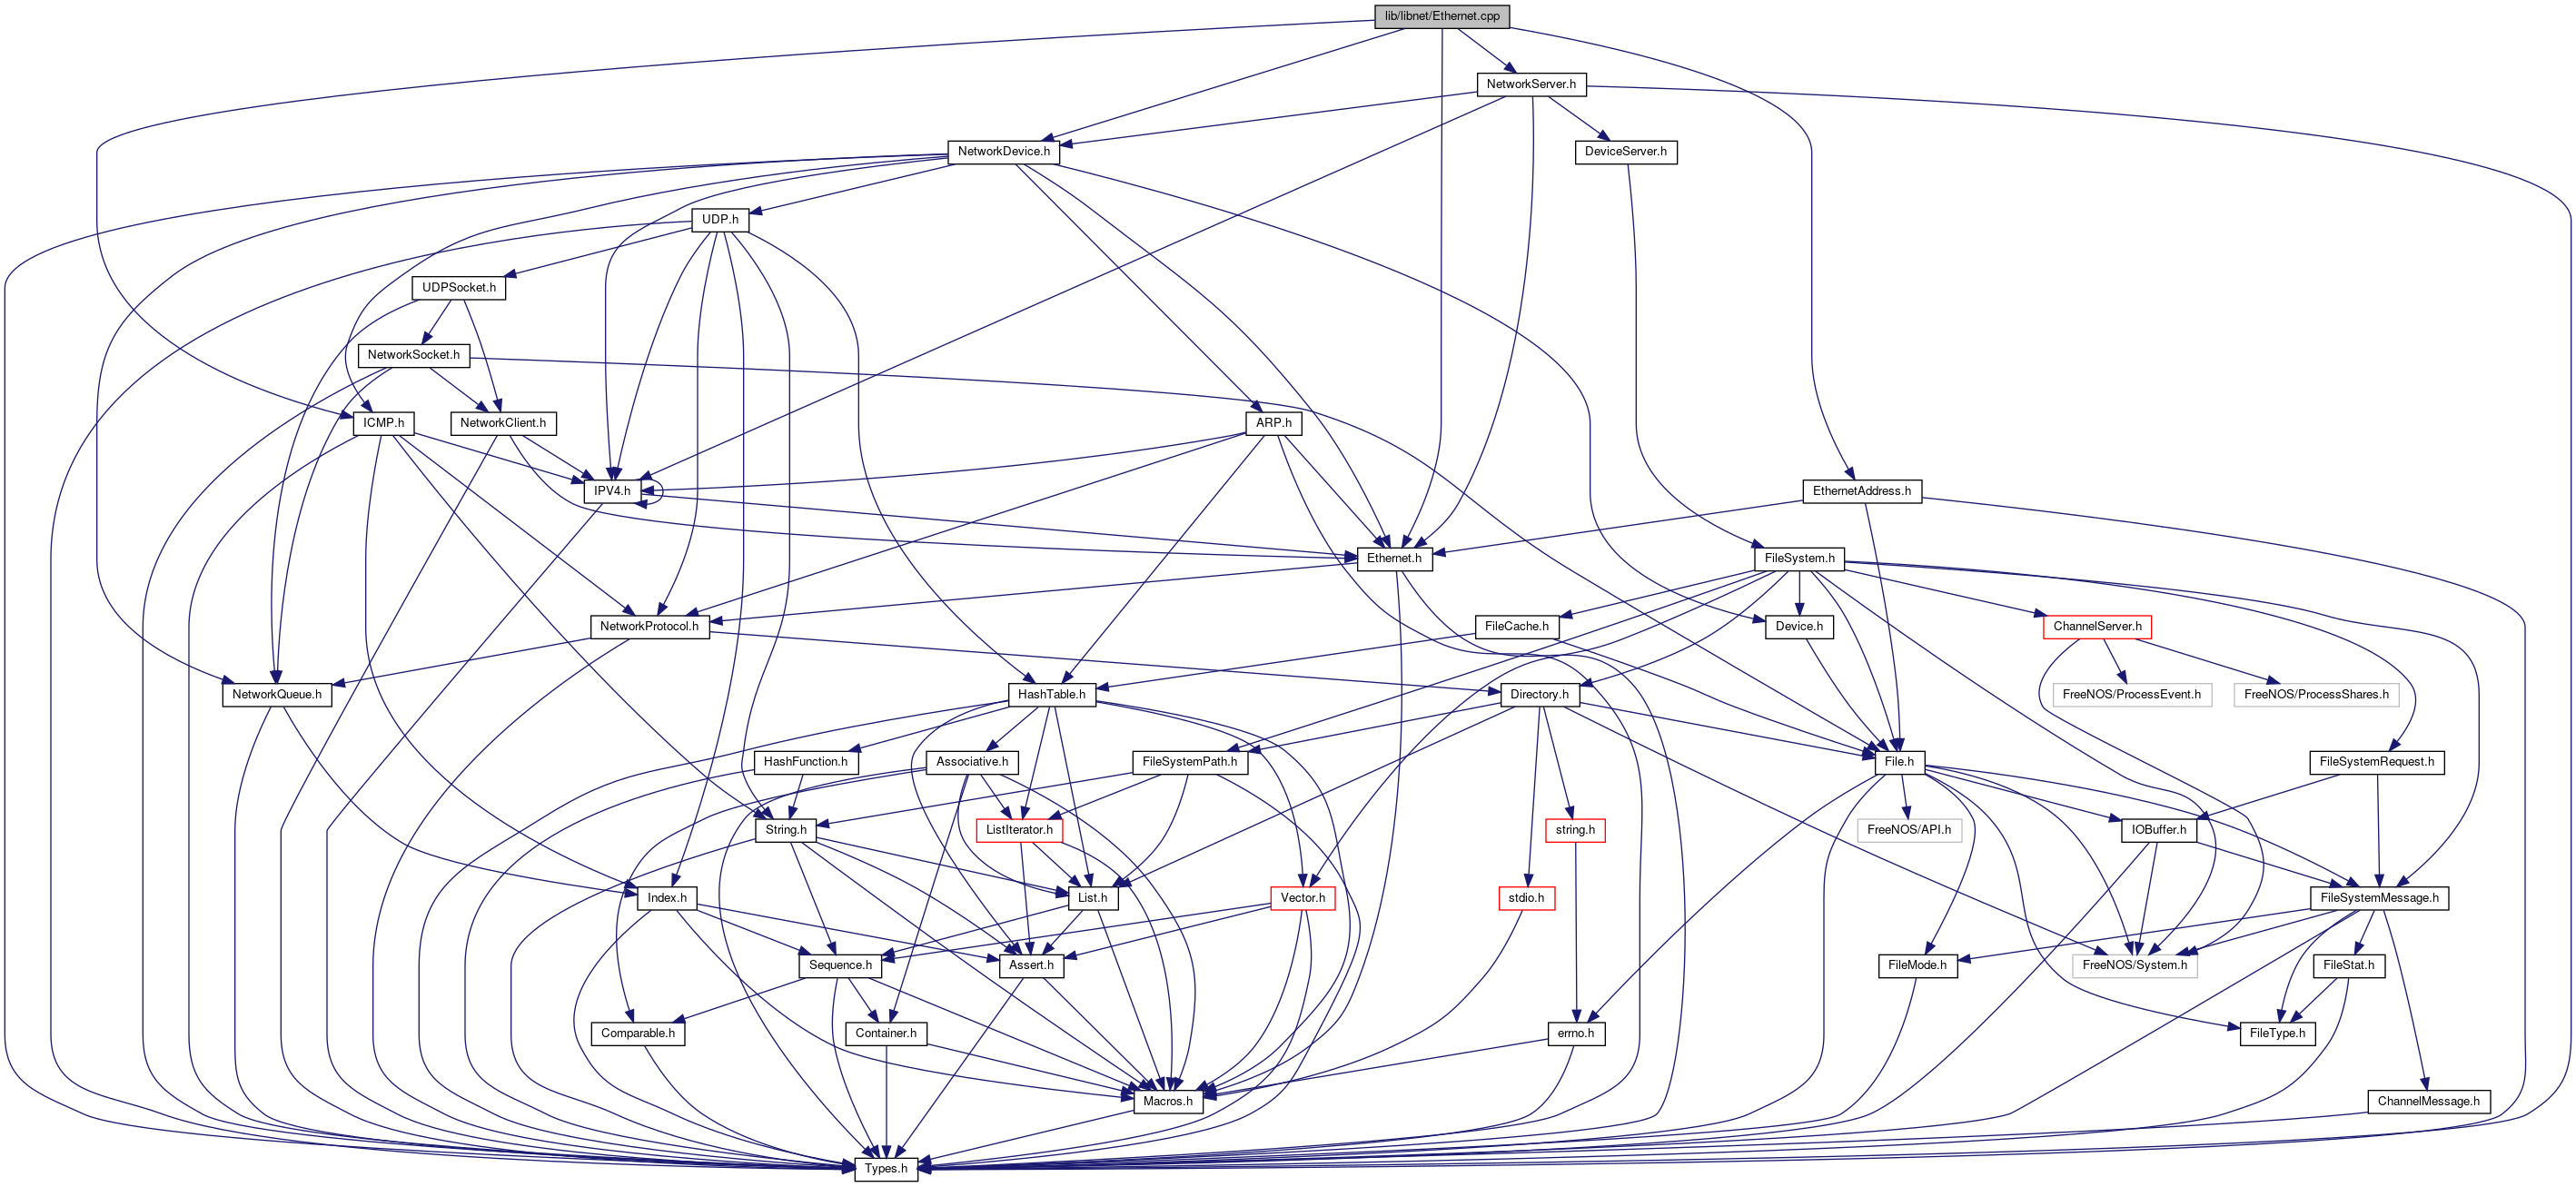 lib/libnet/Ethernet.cpp
NetworkServer.h
NetworkDevice.h
DeviceServer.h
UDP.h
UDPSocket.h
NetworkSocket.h
ICMP.h
NetworkClient.h
ARP.h
IPV4.h
EthernetAddress.h
Ethernet.h
FileSystem.h
NetworkProtocol.h
FileCache.h
Device.h
ChannelServer.h
NetworkQueue.h
HashTable.h
Directory.h
FreeNOS/ProcessEvent.h
FreeNOS/ProcessShares.h
HashFunction.h
Associative.h
FileSystemPath.h
File.h
FileSystemRequest.h
String.h
ListIterator.h
string.h
FreeNOS/API.h
IOBuffer.h
Index.h
List.h
Vector.h
stdio.h
FileSystemMessage.h
Sequence.h
Assert.h
FileMode.h
FreeNOS/System.h
FileStat.h
Comparable.h
Container.h
errno.h
FileType.h
Macros.h
ChannelMessage.h
Types.h